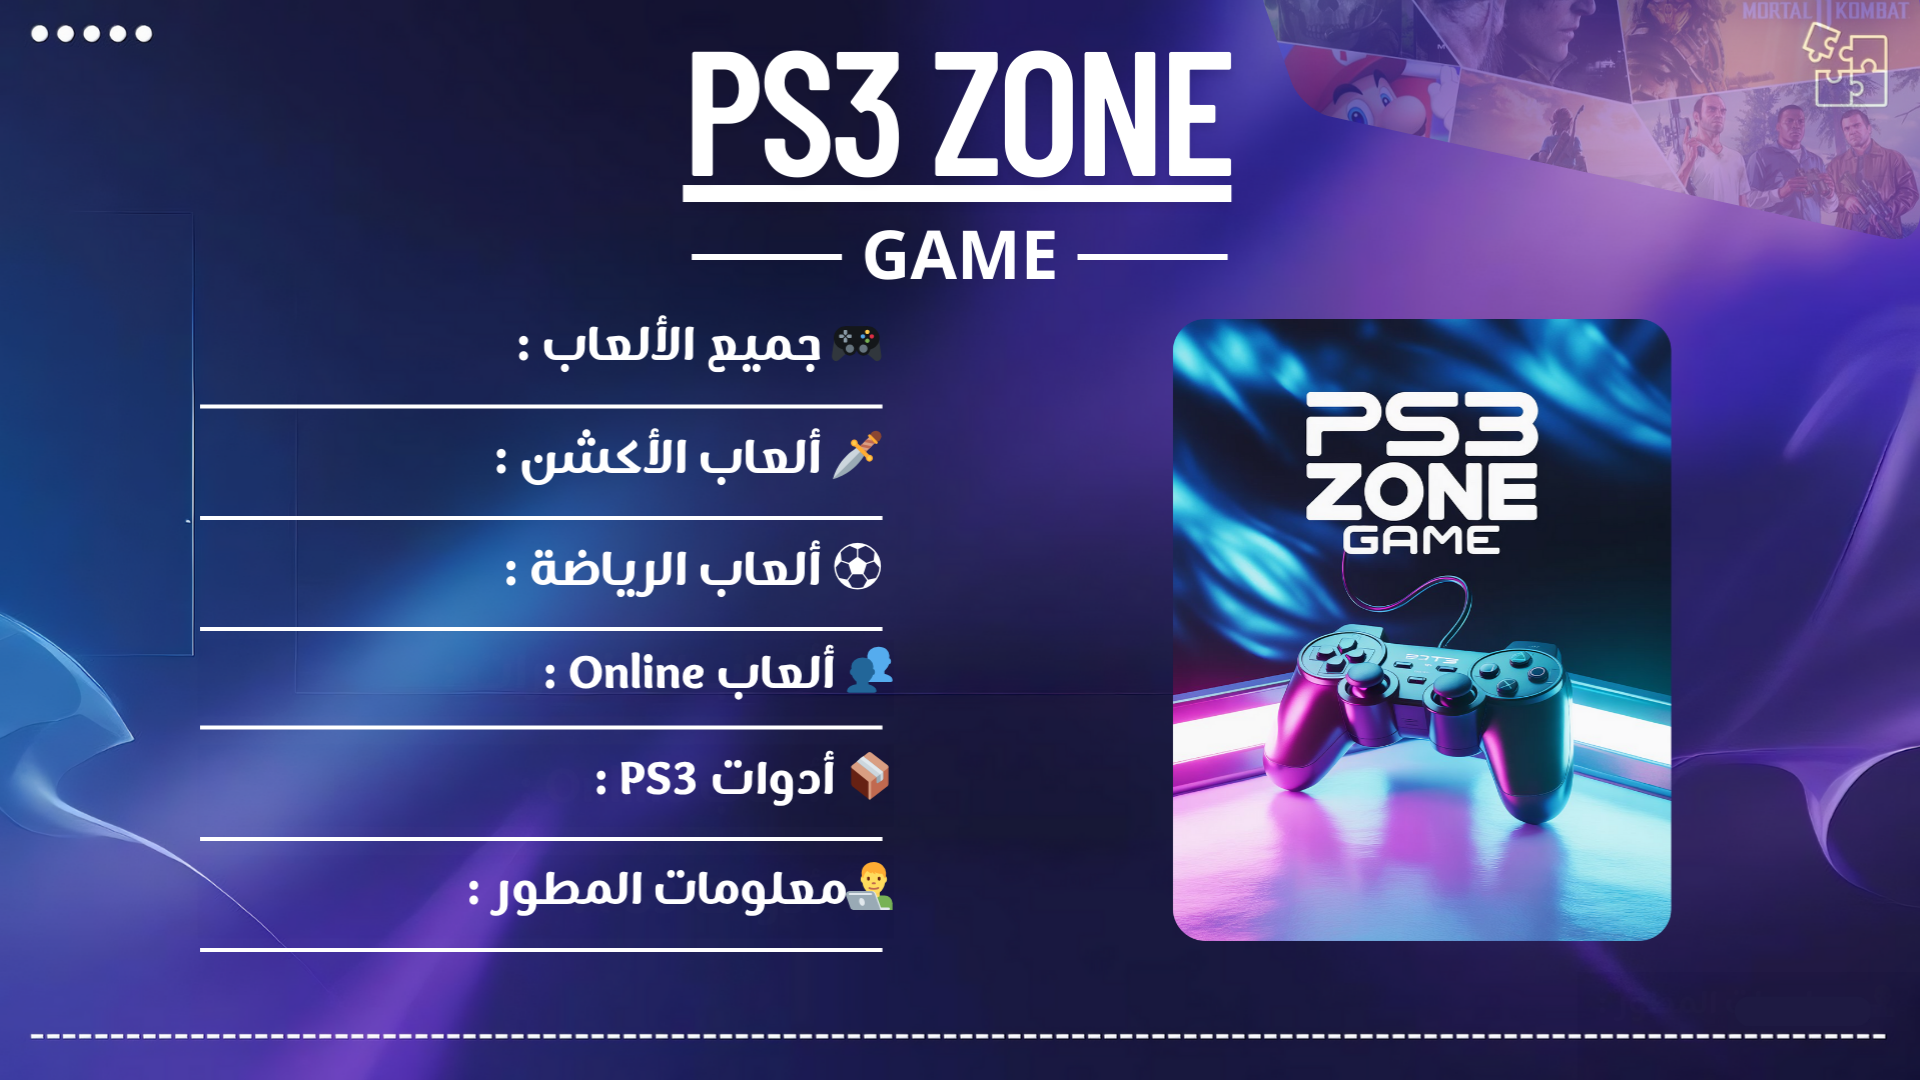 MORTAL II KOMBAT
PS3 ZONE
GAME
جميع الألعاب :
ألعاب الأكشن :
ألعاب الرياضة :
ألعاب Online :
أدوات PS3 :
معلومات المطور :
PS3
ZONE
GAME